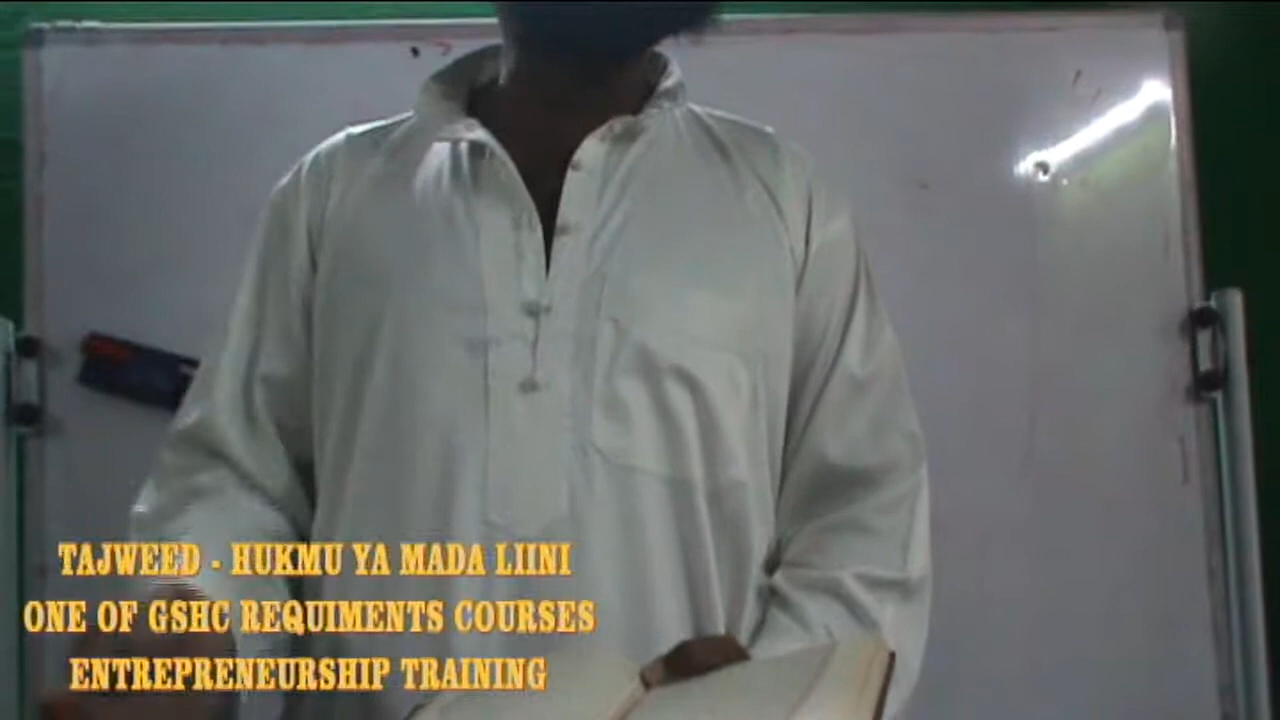 TAJWEED - HUKMU YA MADA LIINI
ONE OF GSHC REQUIMENTS COURSES
ENTREPRENEURSHIP TRAINING